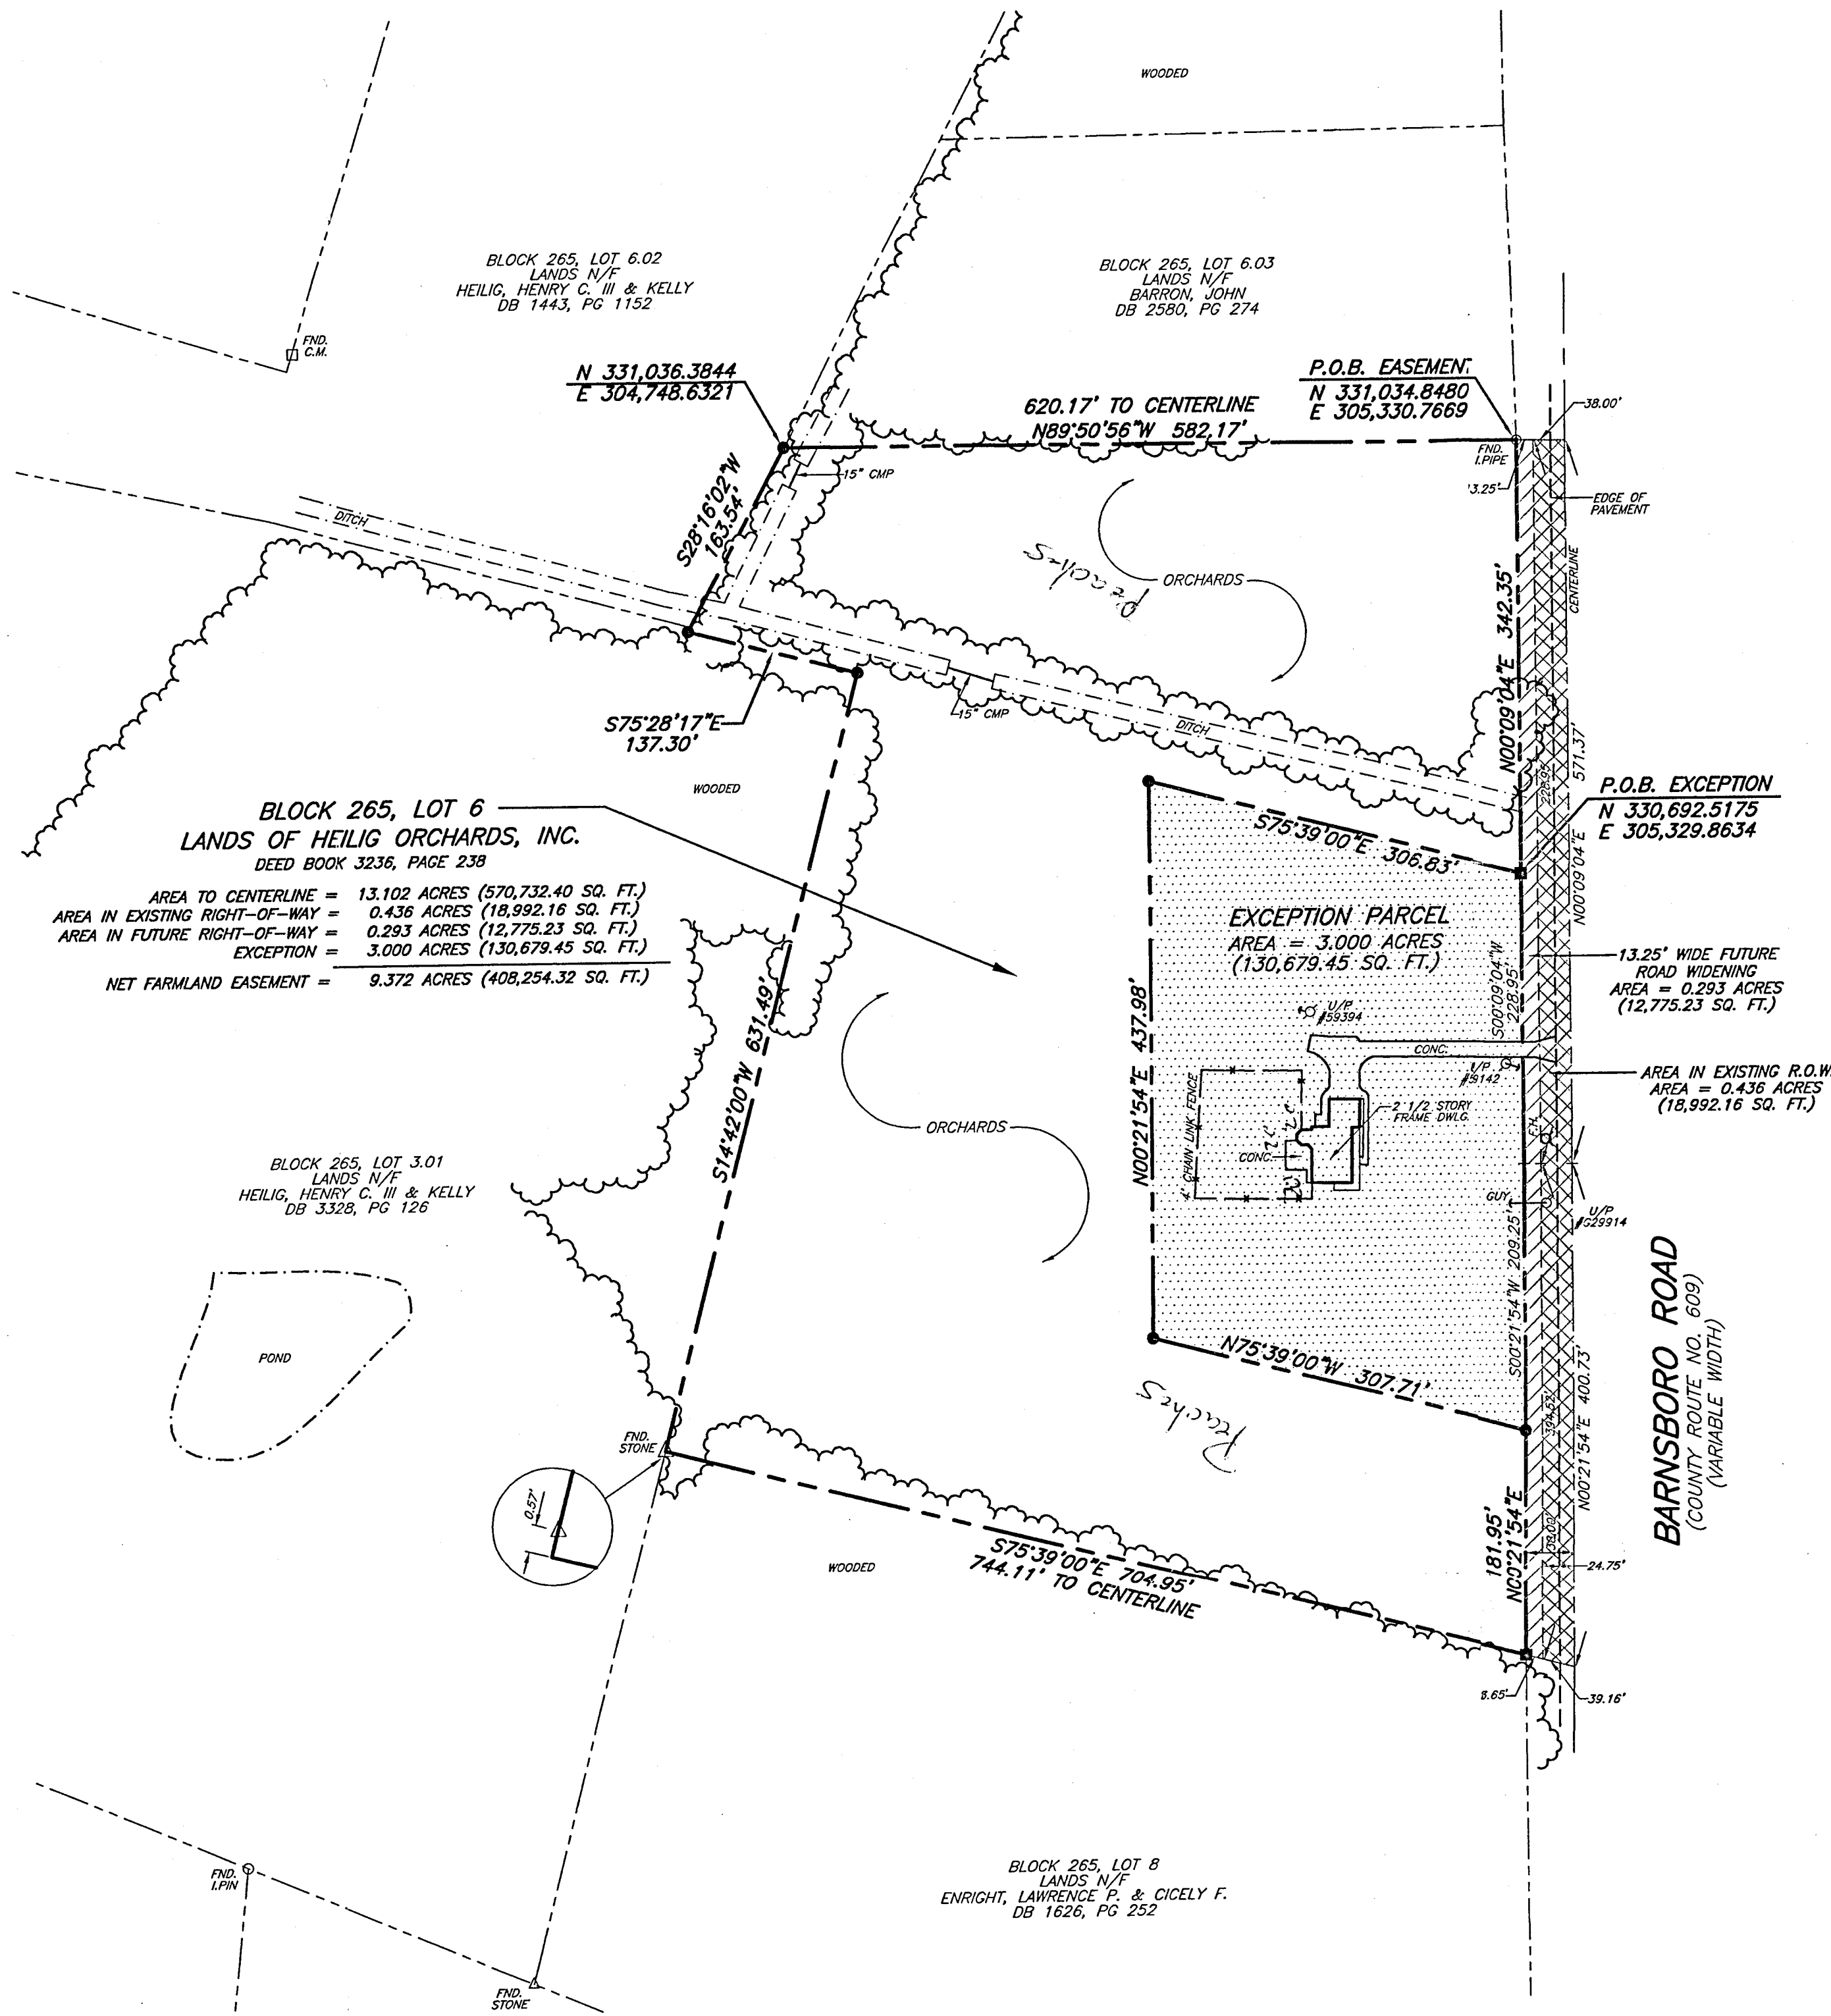 WOODED
BLOCK 265, LOT 6.02
LANDS N/F
HEILIG, HENRY C. III & KELLY
DB 1443, PG 1152
BLOCK 265, LOT 6.03
LANDS N/F
BARRON, JOHN
DB 2580, PG 274
FND.
C.M.
N 331,036.3844
E 304,748.6321
620.17' TO CENTERLINE
N89°50'56"W 582.17'
P.O.B. EASEMENT
N 331,034.8480
E 305,330.7669
38.00'
FND.
I.PIPE
13.25'
EDGE OF
PAVEMENT
CENTERLINE
15" CMP
S28°16'02"W
163.54'
DITCH
Peaches
ORCHARDS
N00°09'04"E 342.35'
S75°28'17"E
137.30'
15" CMP
DITCH
228.95'
571.37'
N00°09'04"E
WOODED
BLOCK 265, LOT 6
LANDS OF HEILIG ORCHARDS, INC.
DEED BOOK 3236, PAGE 238
AREA TO CENTERLINE = 13.102 ACRES (570,732.40 SQ. FT.)
AREA IN EXISTING RIGHT-OF-WAY = 0.436 ACRES (18,992.16 SQ. FT.)
AREA IN FUTURE RIGHT-OF-WAY = 0.293 ACRES (12,775.23 SQ. FT.)
EXCEPTION = 3.000 ACRES (130,679.45 SQ. FT.)
NET FARMLAND EASEMENT = 9.372 ACRES (408,254.32 SQ. FT.)
P.O.B. EXCEPTION
N 330,692.5175
E 305,329.8634
S75°39'00"E 306.83'
EXCEPTION PARCEL
AREA = 3.000 ACRES
(130,679.45 SQ. FT.)
S00°09'04"W
228.95'
13.25' WIDE FUTURE
ROAD WIDENING
AREA = 0.293 ACRES
(12,775.23 SQ. FT.)
U/P
#59394
S14°42'00"W 631.49'
N00°21'54"E 437.98'
CONC.
U/P
#59142
AREA IN EXISTING R.O.W.
AREA = 0.436 ACRES
(18,992.16 SQ. FT.)
4' CHAIN LINK FENCE
2 1/2 STORY
FRAME DWLG.
CONC.
F.H.
ORCHARDS
BLOCK 265, LOT 3.01
LANDS N/F
HEILIG, HENRY C. III & KELLY
DB 3328, PG 126
GUY
U/P
#629914
S00°21'54"W 209.25'
POND
N75°39'00"W 307.71'
Peaches
394.52'
N00°21'54"E 400.73'
BARNSBORO ROAD
(COUNTY ROUTE NO. 609)
(VARIABLE WIDTH)
FND.
STONE
0.57'
181.95'
N00°21'54"E
38.00'
24.75'
WOODED
S75°39'00"E 704.95'
744.11' TO CENTERLINE
39.16'
FND.
I.PIN
BLOCK 265, LOT 8
LANDS N/F
ENRIGHT, LAWRENCE P. & CICELY F.
DB 1626, PG 252
FND.
STONE